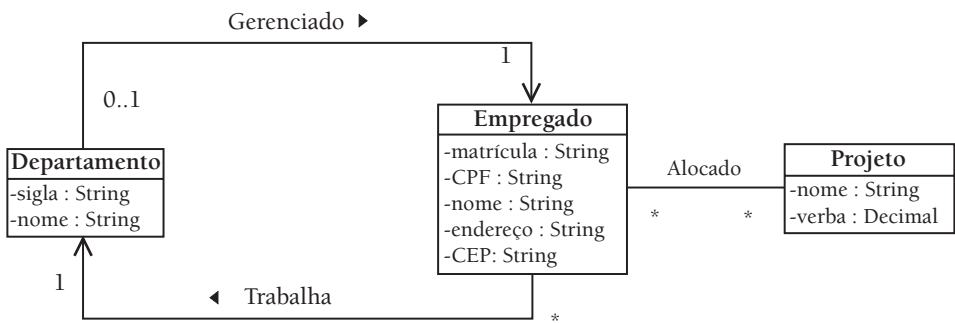 Gerenciado ▶
1
0..1
Departamento
-sigla : String
-nome : String
Empregado
-matrícula : String
-CPF : String
-nome : String
-endereço : String
-CEP: String
Alocado
* *
Projeto
-nome : String
-verba : Decimal
1
◀ Trabalha
*